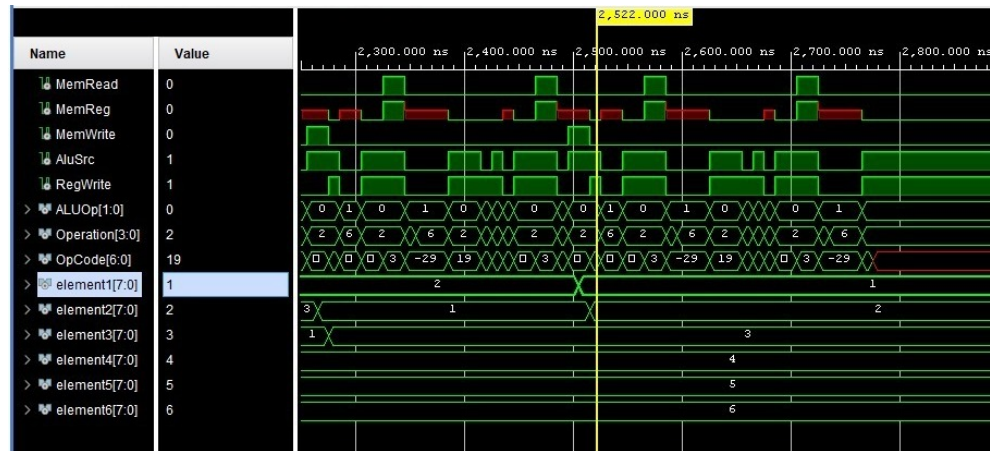 2,522.000 ns
Name Value 2,300.000 ns 2,400.000 ns 2,500.000 ns 2,600.000 ns 2,700.000 ns 2,800.000 ns
MemRead 0
MemReg 0
MemWrite 0
AluSrc 1
RegWrite 1
ALUOp[1:0] 0 0 1 0 1 0 0 0 1 0 1 0 0 1
Operation[3:0] 2 2 6 2 6 2 2 2 6 2 6 2 2 6
OpCode[6:0] 19 3 -29 19 3 3 -29 19 3 -29
element1[7:0] 1 2 1
element2[7:0] 2 3 1 2
element3[7:0] 3 1 3
element4[7:0] 4 4
element5[7:0] 5 5
element6[7:0] 6 6